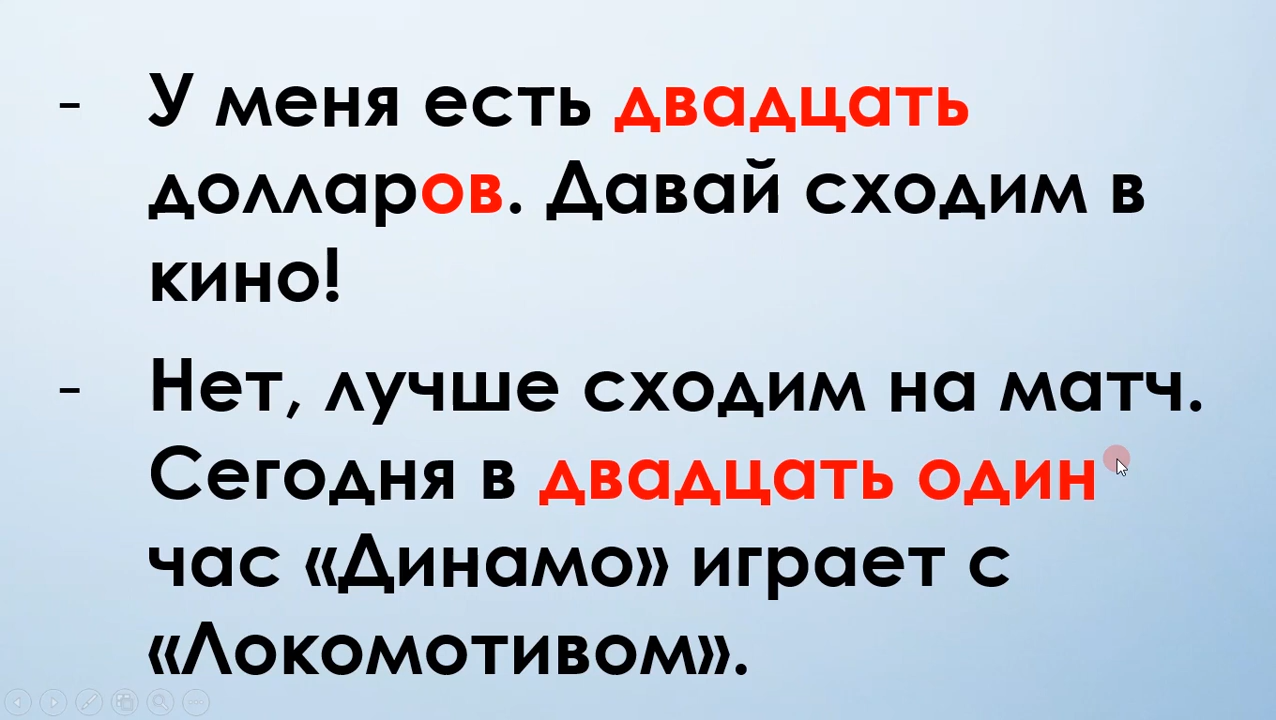 - У меня есть двадцать
долларов. Давай сходим в
кино!
- Нет, лучше сходим на матч.
Сегодня в двадцать один
час «Динамо» играет с
«Локомотивом».